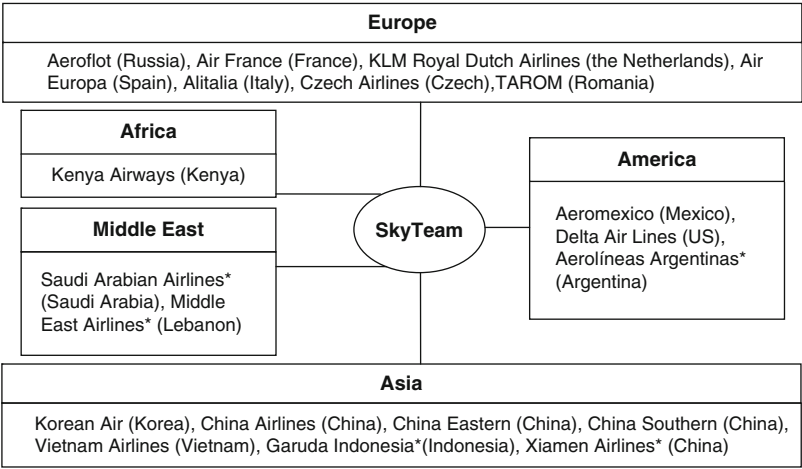 Europe
Aeroflot (Russia), Air France (France), KLM Royal Dutch Airlines (the Netherlands), Air
Europa (Spain), Alitalia (Italy), Czech Airlines (Czech),TAROM (Romania)
Africa
Kenya Airways (Kenya)
Middle East
Saudi Arabian Airlines*
(Saudi Arabia), Middle
East Airlines* (Lebanon)
SkyTeam
America
Aeromexico (Mexico),
Delta Air Lines (US),
Aerolíneas Argentinas*
(Argentina)
Asia
Korean Air (Korea), China Airlines (China), China Eastern (China), China Southern (China),
Vietnam Airlines (Vietnam), Garuda Indonesia*(Indonesia), Xiamen Airlines* (China)